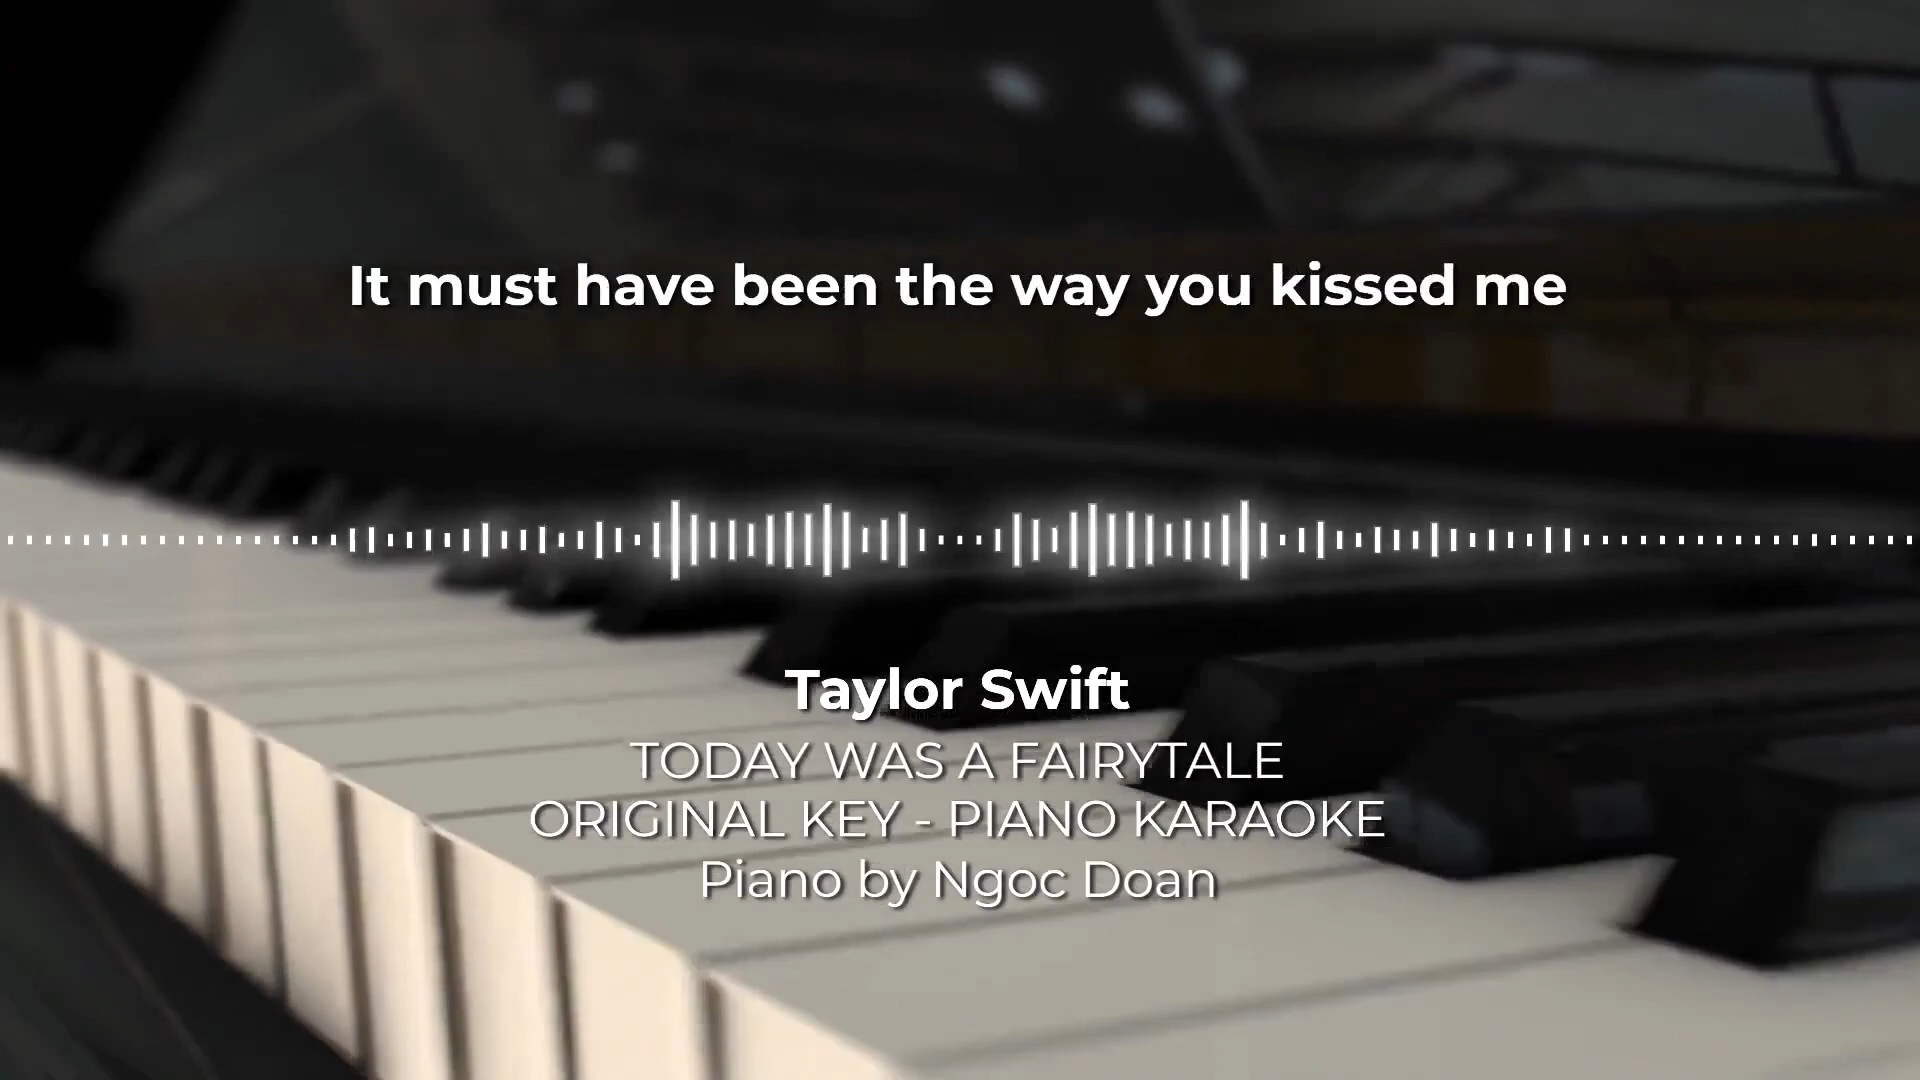 It must have been the way you kissed me
Taylor Swift
TODAY WAS A FAIRYTALE
ORIGINAL KEY - PIANO KARAOKE
Piano by Ngoc Doan